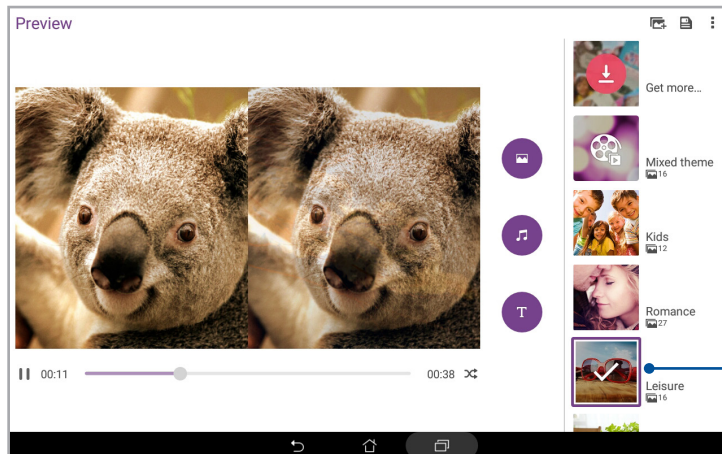 Preview
Get more...
Mixed theme
16
Kids
12
Romance
27
T
00:11
00:38
Leisure
16